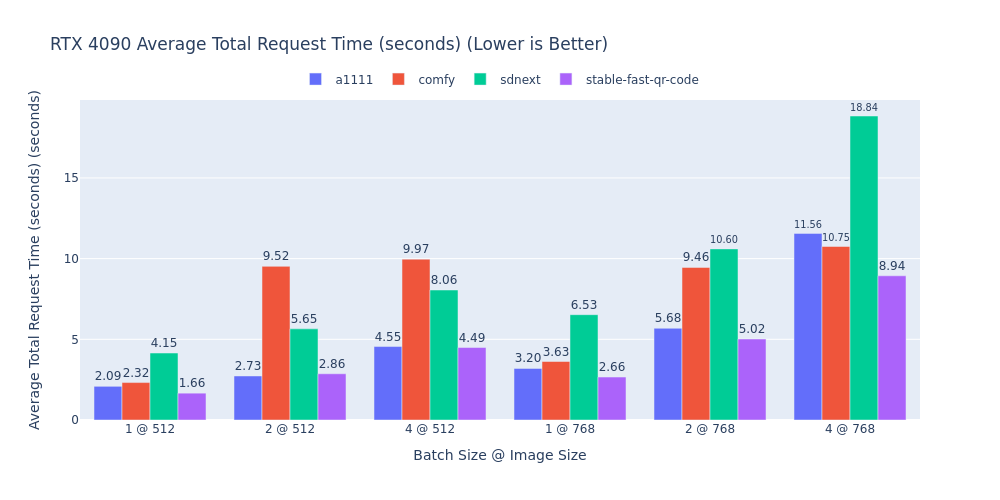 RTX 4090 Average Total Request Time (seconds) (Lower is Better)
a1111 comfy sdnext stable-fast-qr-code
Average Total Request Time (seconds) (seconds)
15
10
5
0
2.09 2.32 4.15 1.66
2.73 9.52 5.65 2.86
4.55 9.97 8.06 4.49
3.20 3.63 6.53 2.66
5.68 9.46 10.60 5.02
11.56 10.75 18.84 8.94
1 @ 512 2 @ 512 4 @ 512 1 @ 768 2 @ 768 4 @ 768
Batch Size @ Image Size